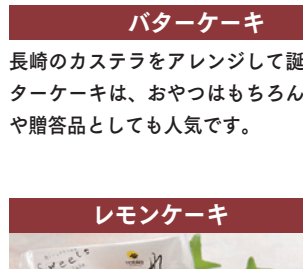 バターケーキ
長崎のカステラをアレンジして誕
ターケーキは、おやつはもちろん
や贈答品としても人気です。
レモンケーキ
Sweets